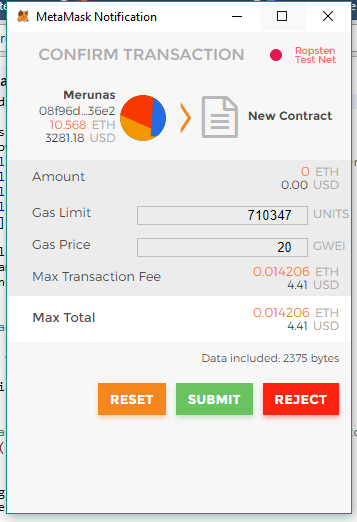 MetaMask Notification
CONFIRM TRANSACTION
Ropsten
Test Net
Merunas
08f96d...36e2
10.568 ETH
3281.18 USD
New Contract
Amount
0 ETH
0.00 USD
Gas Limit
710347 UNITS
Gas Price
20 GWEI
Max Transaction Fee
0.014206 ETH
4.41 USD
Max Total
0.014206 ETH
4.41 USD
Data included: 2375 bytes
RESET SUBMIT REJECT